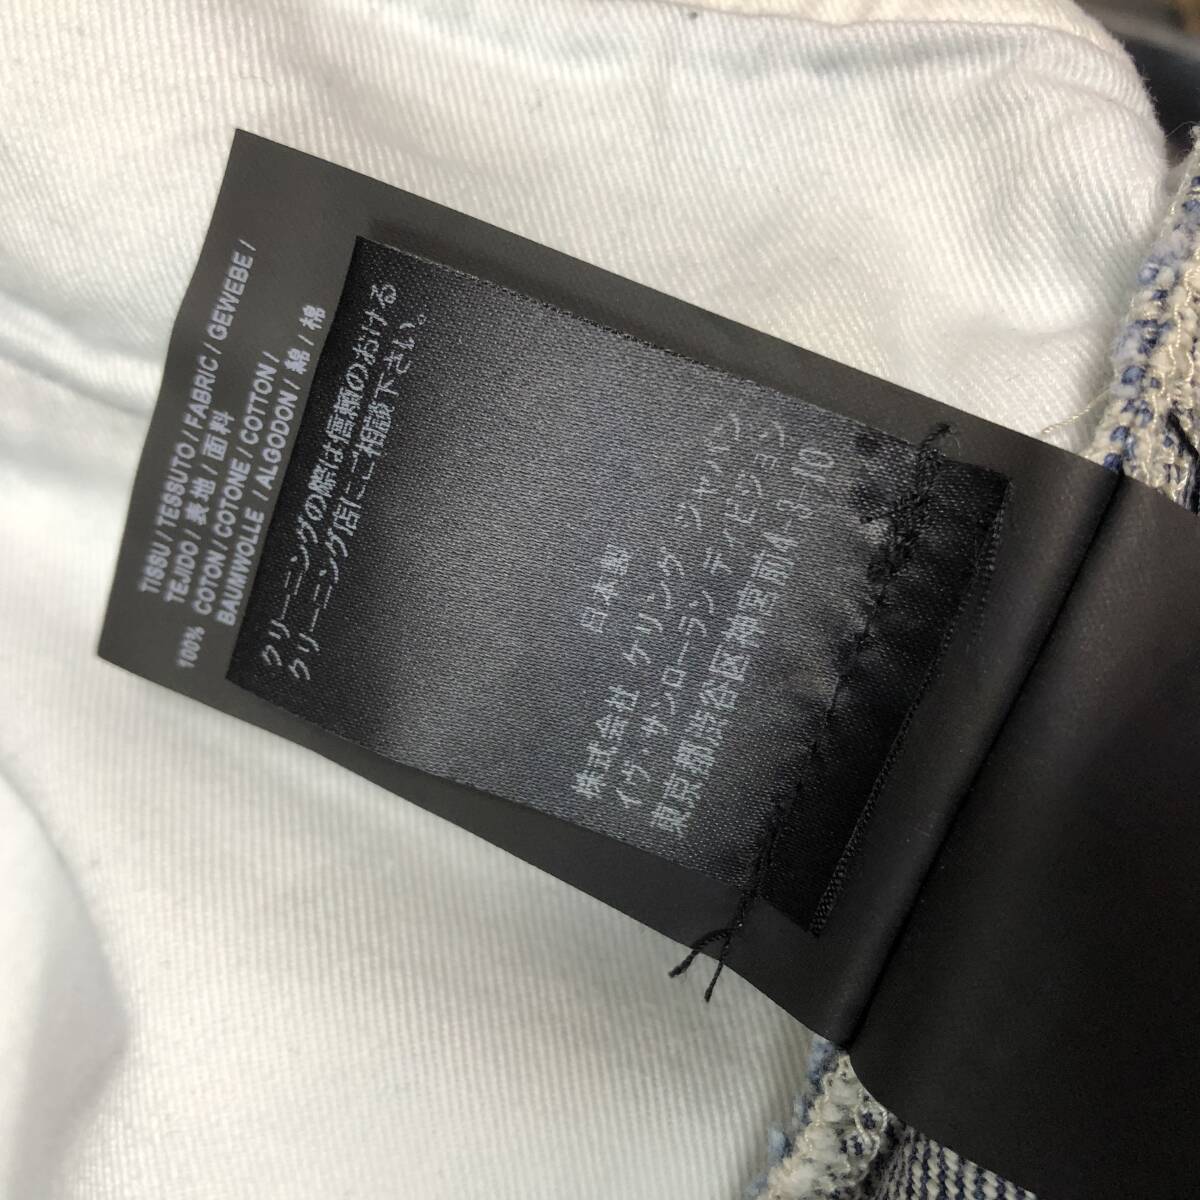 TISSU / TESSUTO / FABRIC / GEWEBE /
TEJIDO / 表地 / 面料
100% COTON / COTONE / COTTON /
BAUMWOLLE / ALGODON / 綿 / 棉
クリーニングの際は信頼のおける
クリーニング店にご相談下さい。
日本製
株式会社 ケリング ジャパン
イヴ・サンローラン ディビジョン
東京都渋谷区神宮前4-3-10